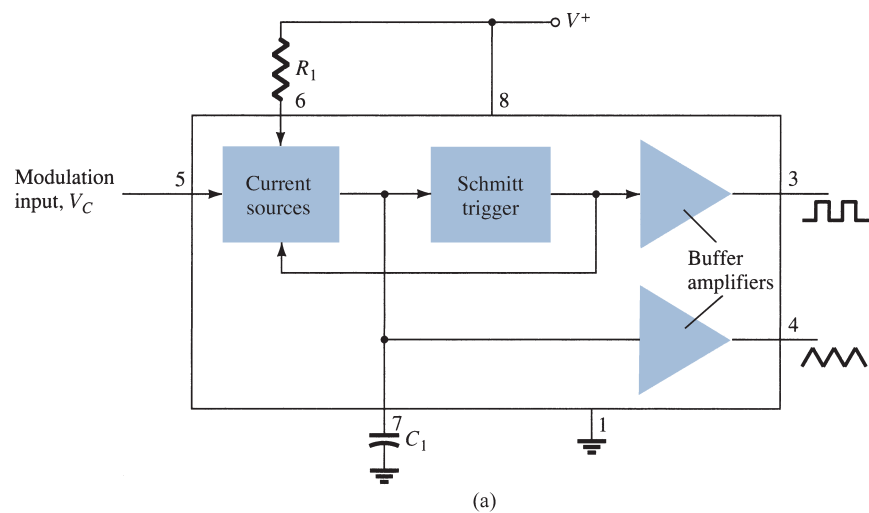 V+
R1
6
8
Modulation
input, VC
5
Current
sources
Schmitt
trigger
3
Buffer
amplifiers
4
7
C1
1
(a)